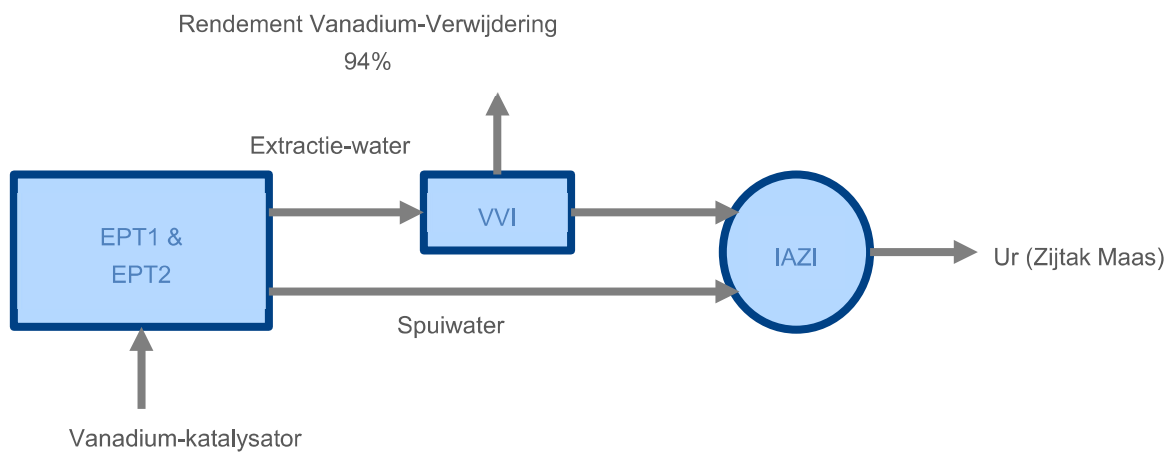 Rendement Vanadium-Verwijdering
94%
Extractie-water
EPT1 &
EPT2
VVI
IAZI
Ur (Zijtak Maas)
Spuiwater
Vanadium-katalysator